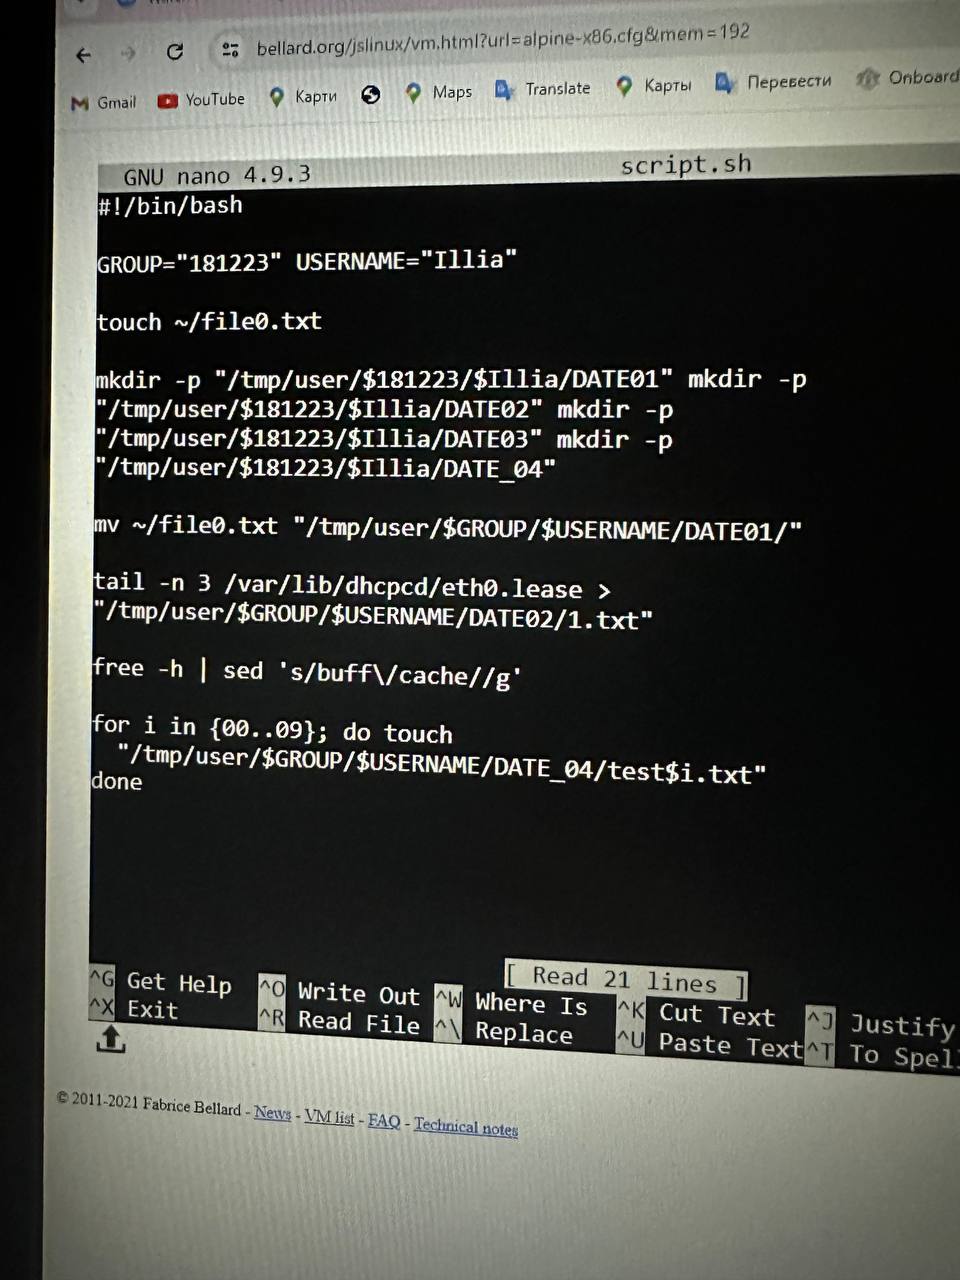 bellard.org/jslinux/vm.html?url=alpine-x86.cfg&mem=192
Gmail YouTube Карти Maps Translate Карты Перевести Onboard
GNU nano 4.9.3 script.sh
#!/bin/bash
GROUP="181223" USERNAME="Illia"
touch ~/file0.txt
mkdir -p "/tmp/user/$181223/$Illia/DATE01" mkdir -p
"/tmp/user/$181223/$Illia/DATE02" mkdir -p
"/tmp/user/$181223/$Illia/DATE03" mkdir -p
"/tmp/user/$181223/$Illia/DATE_04"
mv ~/file0.txt "/tmp/user/$GROUP/$USERNAME/DATE01/"
tail -n 3 /var/lib/dhcpcd/eth0.lease >
"/tmp/user/$GROUP/$USERNAME/DATE02/1.txt"
free -h | sed 's/buff\/cache//g'
for i in {00..09}; do touch
"/tmp/user/$GROUP/$USERNAME/DATE_04/test$i.txt"
done
[ Read 21 lines ]
^G Get Help ^O Write Out ^W Where Is ^K Cut Text ^J Justify
^X Exit ^R Read File ^\ Replace ^U Paste Text ^T To Spell
© 2011-2021 Fabrice Bellard - News - VM list - FAQ - Technical notes